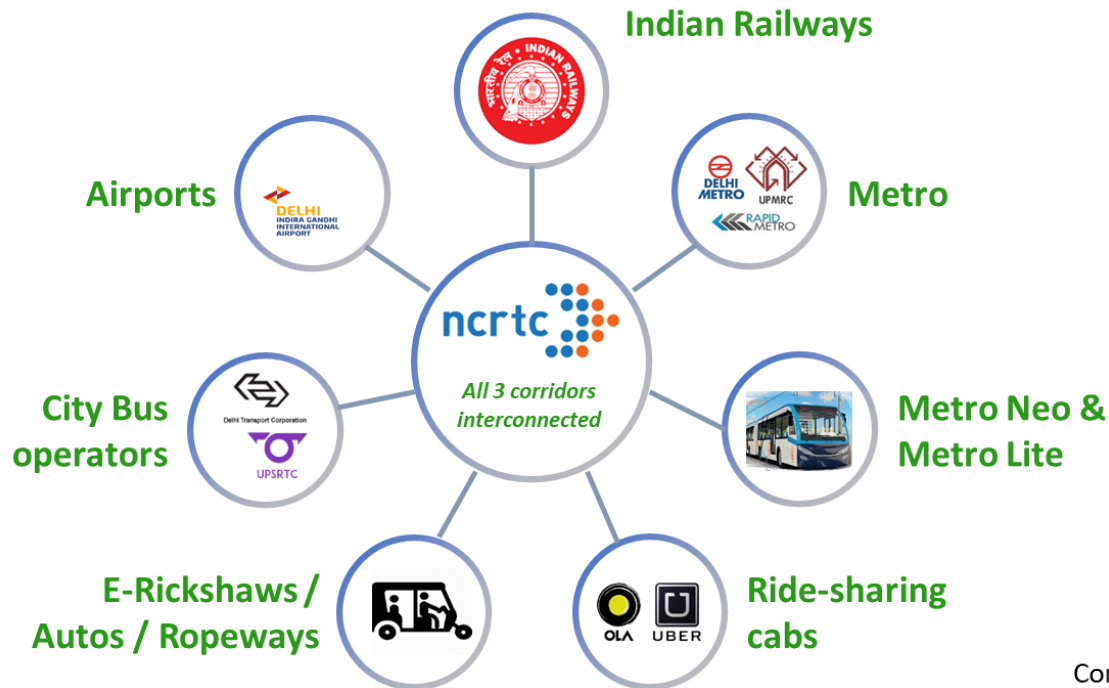 Indian Railways
भारतीय रेल • INDIAN RAILWAYS
Airports
DELHI
INDIRA GANDHI
INTERNATIONAL
AIRPORT
DELHI
METRO
UPMRC
RAPID
METRO
Metro
ncrtc
All 3 corridors
interconnected
City Bus
operators
Delhi Transport Corporation
UPSRTC
Metro Neo &
Metro Lite
E-Rickshaws /
Autos / Ropeways
OLA
U
UBER
Ride-sharing
cabs